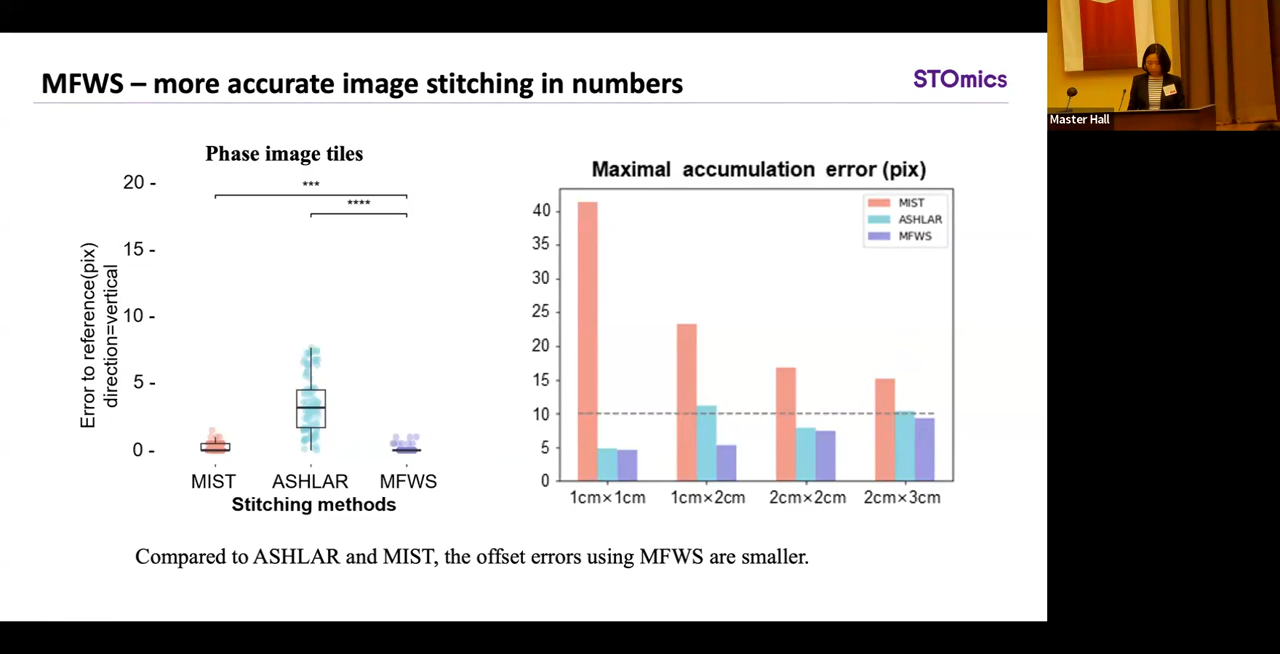 MFWS – more accurate image stitching in numbers
STOmics
Master Hall
Phase image tiles
***
****
20 -
15 -
10 -
5 -
0 -
Error to reference(pix)
direction=vertical
MIST ASHLAR MFWS
Stitching methods
Maximal accumulation error (pix)
40
35
30
25
20
15
10
5
0
MIST
ASHLAR
MFWS
1cm×1cm 1cm×2cm 2cm×2cm 2cm×3cm
Compared to ASHLAR and MIST, the offset errors using MFWS are smaller.